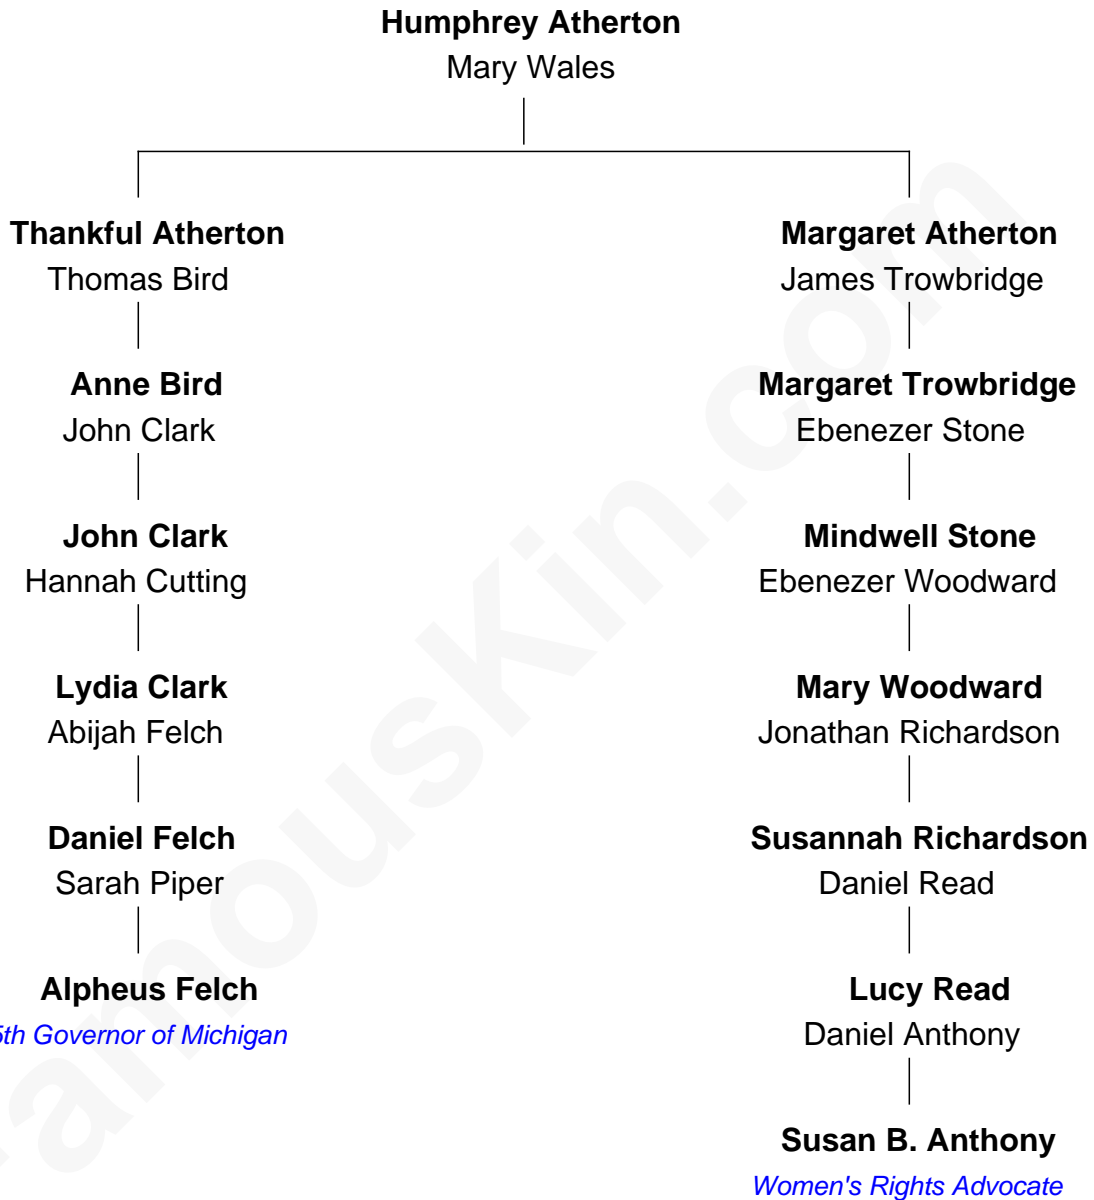 Humphrey Atherton
Mary Wales
Thankful Atherton
Thomas Bird
Margaret Atherton
James Trowbridge
Anne Bird
John Clark
Margaret Trowbridge
Ebenezer Stone
John Clark
Hannah Cutting
Mindwell Stone
Ebenezer Woodward
Lydia Clark
Abijah Felch
Mary Woodward
Jonathan Richardson
Daniel Felch
Sarah Piper
Susannah Richardson
Daniel Read
Alpheus Felch
5th Governor of Michigan
Lucy Read
Daniel Anthony
Susan B. Anthony
Women's Rights Advocate
amousKin.com